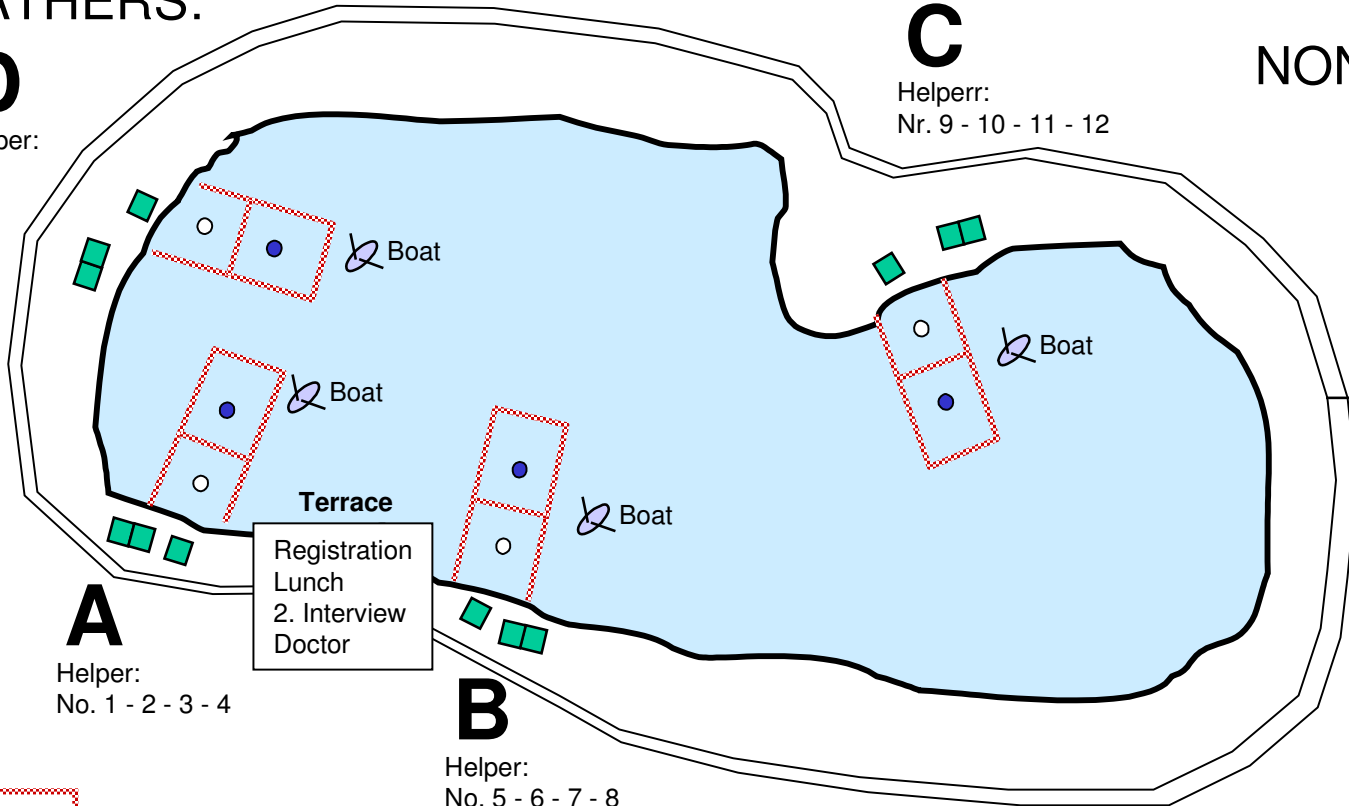 ATHERS.
C
NON
D
Helperr:
Nr. 9 - 10 - 11 - 12
per:
Boat
Boat
Boat
Terrace
Boat
Registration
Lunch
2. Interview
Doctor
A
Helper:
No. 1 - 2 - 3 - 4
B
Helper:
No. 5 - 6 - 7 - 8